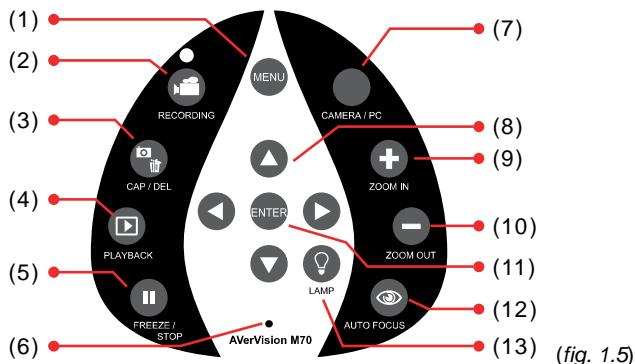 (1)
(2)
(3)
(4)
(5)
(6)
MENU
RECORDING
CAP / DEL
PLAYBACK
FREEZE /
STOP
ENTER
LAMP
AVerVision M70
CAMERA / PC
ZOOM IN
ZOOM OUT
AUTO FOCUS
(7)
(8)
(9)
(10)
(11)
(12)
(13)
(fig. 1.5)